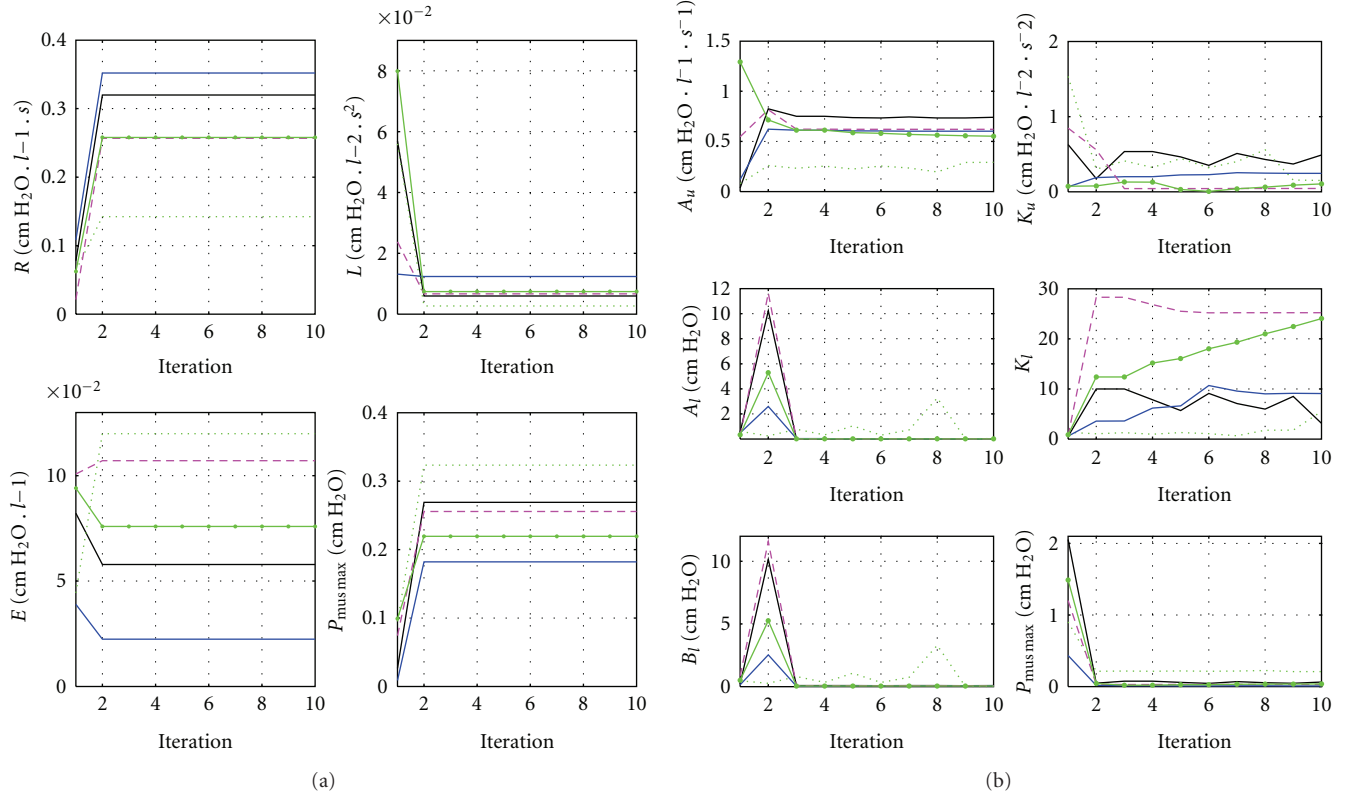 0.4
0.3
0.2
0.1
0
2 4 6 8 10
R (cm H2O. l−1 . s)
Iteration
×10−2
8
6
4
2
0
2 4 6 8 10
L (cm H2O . l−2. s2)
Iteration
×10−2
10
5
0
2 4 6 8 10
E (cm H2O . l−1)
Iteration
0.4
0.3
0.2
0.1
0
2 4 6 8 10
Pmus max (cm H2O)
Iteration
(a)
1.5
1
0.5
0
2 4 6 8 10
Au (cm H2O · l−1 · s−1)
Iteration
2
1
0
2 4 6 8 10
Ku (cm H2O · l−2 · s−2)
Iteration
12
10
8
6
4
2
2 4 6 8 10
Al (cm H2O)
Iteration
30
20
10
0
2 4 6 8 10
Kl
Iteration
10
5
0
2 4 6 8 10
Bl (cm H2O)
Iteration
2
1
0
2 4 6 8 10
Pmus max (cm H2O)
Iteration
(b)